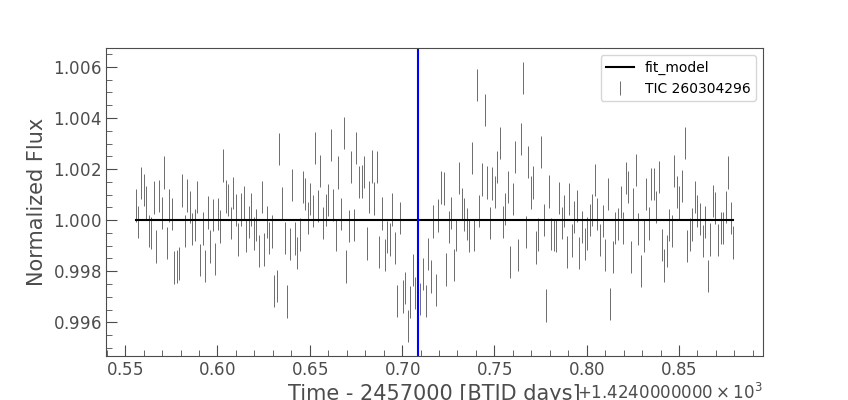 fit_model
TIC 260304296
Normalized Flux
1.006
1.004
1.002
1.000
0.998
0.996
0.55 0.60 0.65 0.70 0.75 0.80 0.85
Time - 2457000 [BTJD days]
+1.4240000000 × 10³